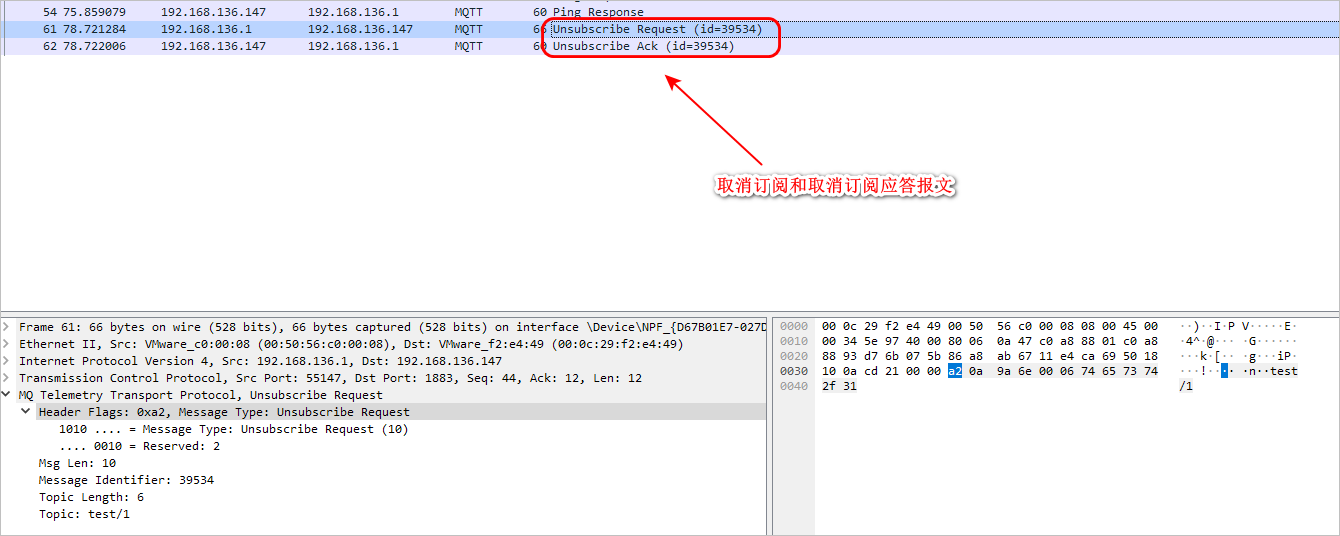 54 75.859079 192.168.136.147 192.168.136.1 MQTT 60 Ping Response
61 78.721284 192.168.136.1 192.168.136.147 MQTT 66 Unsubscribe Request (id=39534)
62 78.722006 192.168.136.147 192.168.136.1 MQTT 60 Unsubscribe Ack (id=39534)
取消订阅和取消订阅应答报文
Frame 61: 66 bytes on wire (528 bits), 66 bytes captured (528 bits) on interface \Device\NPF_{D67B01E7-027D
Ethernet II, Src: VMware_c0:00:08 (00:50:56:c0:00:08), Dst: VMware_f2:e4:49 (00:0c:29:f2:e4:49)
Internet Protocol Version 4, Src: 192.168.136.1, Dst: 192.168.136.147
Transmission Control Protocol, Src Port: 55147, Dst Port: 1883, Seq: 44, Ack: 12, Len: 12
MQ Telemetry Transport Protocol, Unsubscribe Request
Header Flags: 0xa2, Message Type: Unsubscribe Request
1010 .... = Message Type: Unsubscribe Request (10)
.... 0010 = Reserved: 2
Msg Len: 10
Message Identifier: 39534
Topic Length: 6
Topic: test/1
0000 00 0c 29 f2 e4 49 00 50 56 c0 00 08 08 00 45 00 ··)··I·P V·····E·
0010 00 34 5e 97 40 00 80 06 0a 47 c0 a8 88 01 c0 a8 ·4^·@··· ·G······
0020 88 93 d7 6b 07 5b 86 a8 ab 67 11 e4 ca 69 50 18 ···k·[·· ·g···iP·
0030 10 0a cd 21 00 00 a2 0a 9a 6e 00 06 74 65 73 74 ···!···· ·n··test
0040 2f 31 /1